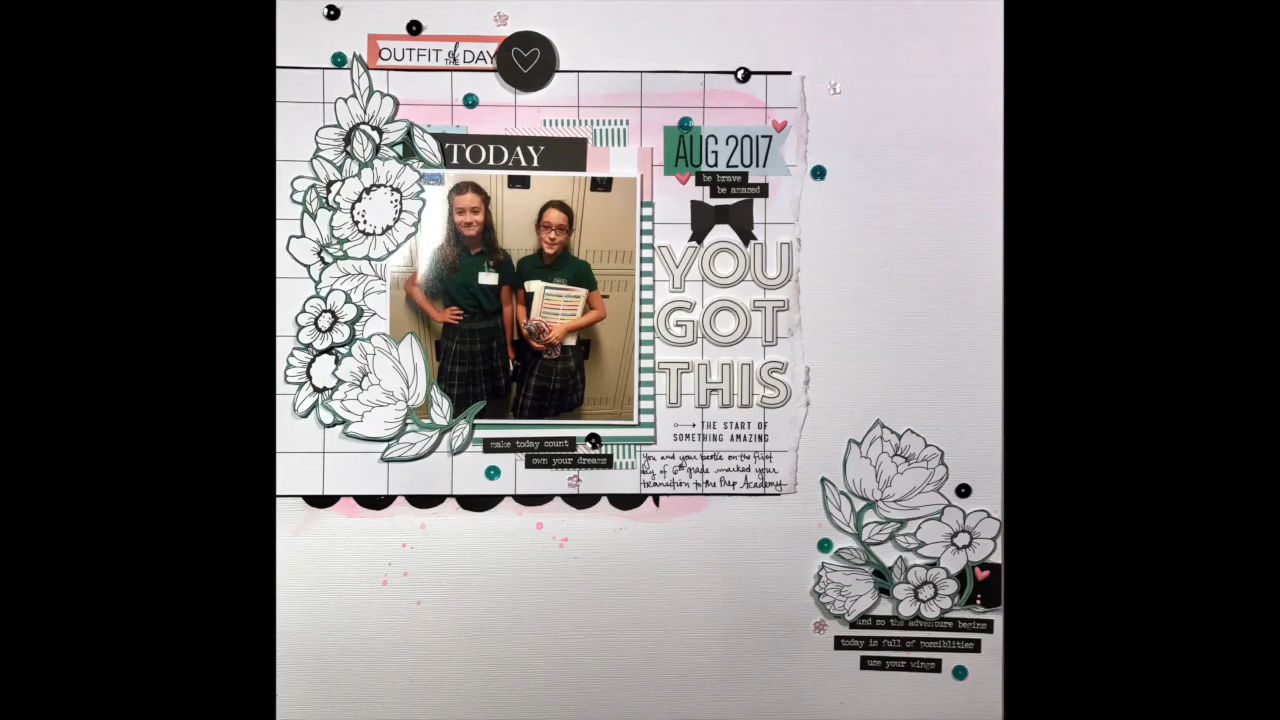 OUTFIT of THE DAY
TODAY
AUG 2017
be brave
be amazed
YOU
GOT
THIS
THE START OF
SOMETHING AMAZING
You and your bestie on the first
day of 6th grade marked your
transition to the Prep Academy
make today count
own your dreams
and so the adventure begins
today is full of possiblities
use your wings